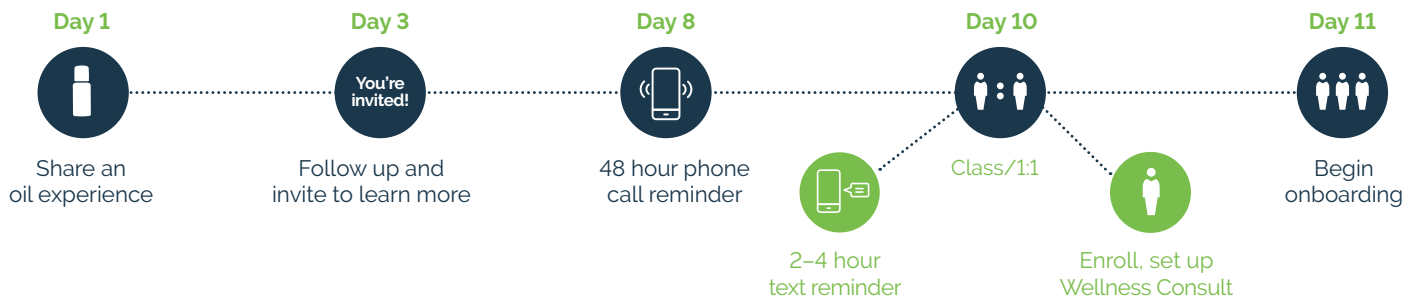 Day 1
Day 3
Day 8
Day 10
Day 11
You're
invited!
Share an
oil experience
Follow up and
invite to learn more
48 hour phone
call reminder
Class/1:1
Begin
onboarding
2–4 hour
text reminder
Enroll, set up
Wellness Consult